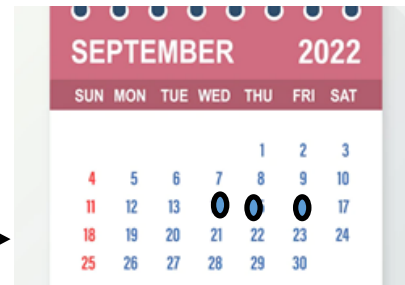 SEPTEMBER 2022
SUN MON TUE WED THU FRI SAT
1 2 3
4 5 6 7 8 9 10
11 12 13 17
18 19 20 21 22 23 24
25 26 27 28 29 30